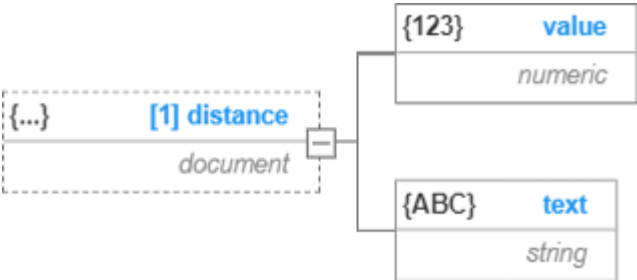 {123} value
numeric
{...} [1] distance
document
{ABC} text
string